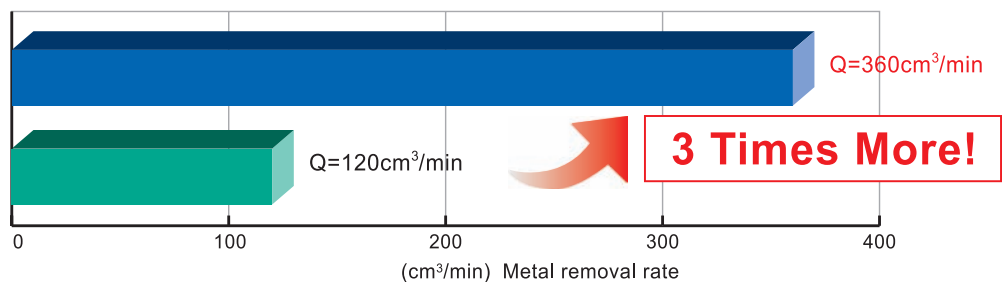 Q=360cm³/min
3 Times More!
Q=120cm³/min
0 100 200 300 400
(cm³/min) Metal removal rate